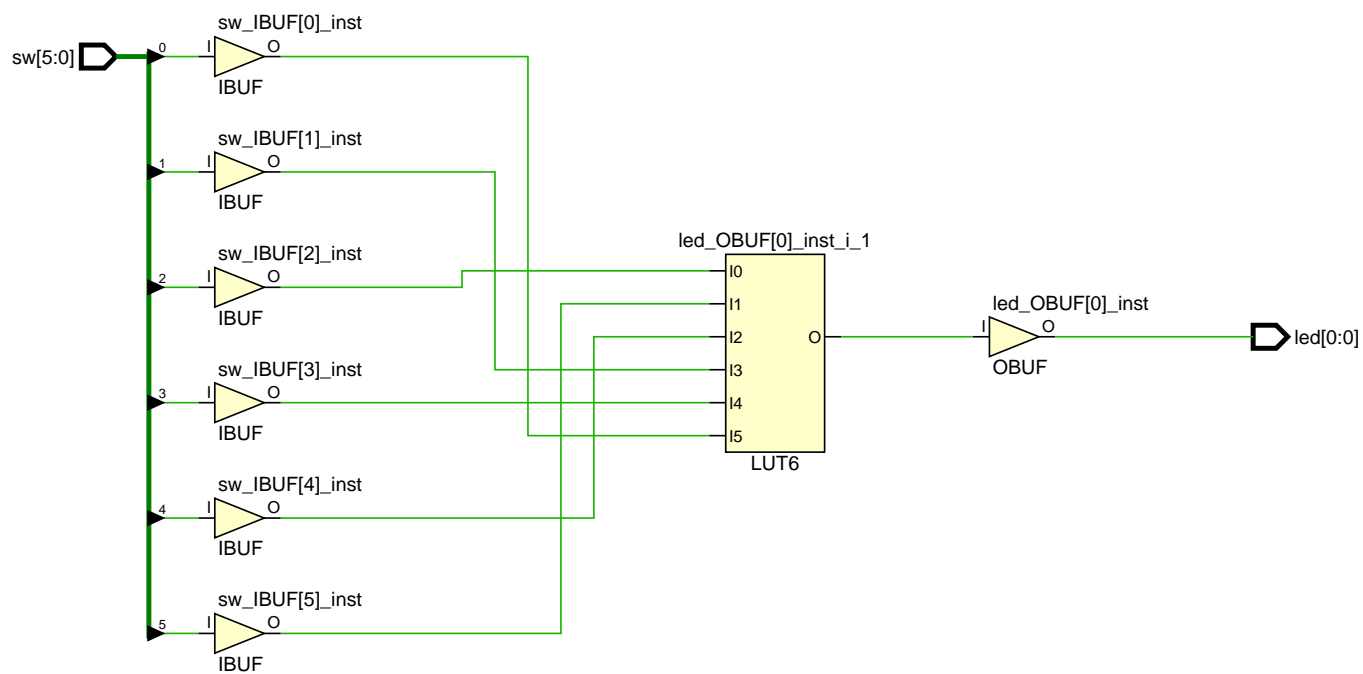 sw[5:0]
sw_IBUF[0]_inst
0
I
O
IBUF
sw_IBUF[1]_inst
1
I
O
IBUF
sw_IBUF[2]_inst
2
I
O
IBUF
sw_IBUF[3]_inst
3
I
O
IBUF
sw_IBUF[4]_inst
4
I
O
IBUF
sw_IBUF[5]_inst
5
I
O
IBUF
led_OBUF[0]_inst_i_1
I0
I1
I2
I3
I4
I5
O
LUT6
led_OBUF[0]_inst
I
O
OBUF
led[0:0]